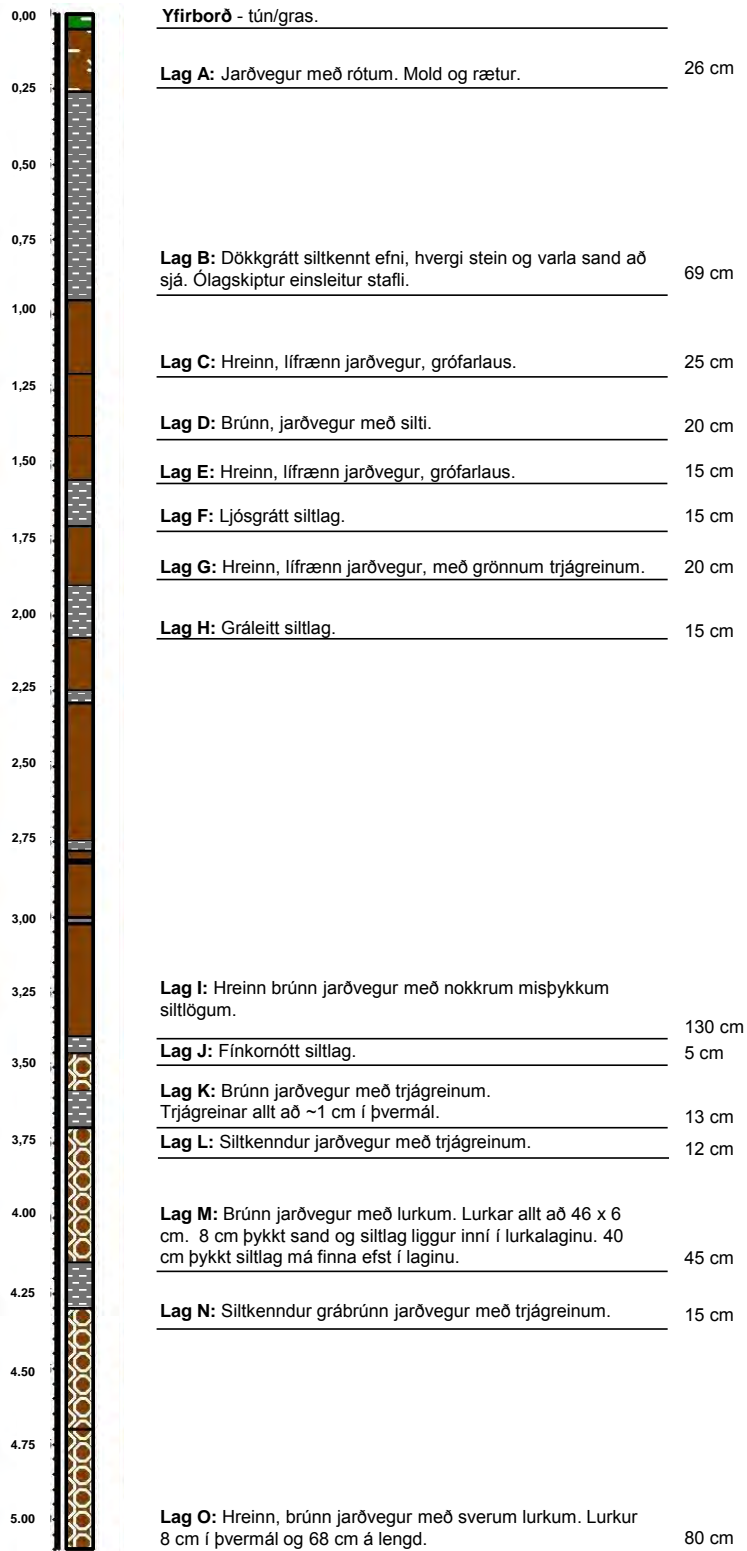 0,00
Yfirborð - tún/gras.
Lag A: Jarðvegur með rótum. Mold og rætur.
26 cm
0,25
0,50
0,75
Lag B: Dökkgrátt siltkennt efni, hvergi stein og varla sand að
sjá. Ólagskiptur einsleitur stafli.
69 cm
1,00
Lag C: Hreinn, lífrænn jarðvegur, grófarlaus.
25 cm
1,25
Lag D: Brúnn, jarðvegur með silti.
20 cm
1,50
Lag E: Hreinn, lífrænn jarðvegur, grófarlaus.
15 cm
Lag F: Ljósgrátt siltlag.
15 cm
1,75
Lag G: Hreinn, lífrænn jarðvegur, með grönnum trjágreinum.
20 cm
2,00
Lag H: Gráleitt siltlag.
15 cm
2,25
2,50
2,75
3,00
3,25
Lag I: Hreinn brúnn jarðvegur með nokkrum misþykkum
siltlögum.
130 cm
Lag J: Fínkornótt siltlag.
5 cm
3,50
Lag K: Brúnn jarðvegur með trjágreinum.
Trjágreinar allt að ~1 cm í þvermál.
13 cm
3,75
Lag L: Siltkenndur jarðvegur með trjágreinum.
12 cm
4.00
Lag M: Brúnn jarðvegur með lurkum. Lurkar allt að 46 x 6
cm. 8 cm þykkt sand og siltlag liggur inní í lurkalaginu. 40
cm þykkt siltlag má finna efst í laginu.
45 cm
4.25
Lag N: Siltkenndur grábrúnn jarðvegur með trjágreinum.
15 cm
4.50
4.75
5.00
Lag O: Hreinn, brúnn jarðvegur með sverum lurkum. Lurkur
8 cm í þvermál og 68 cm á lengd.
80 cm